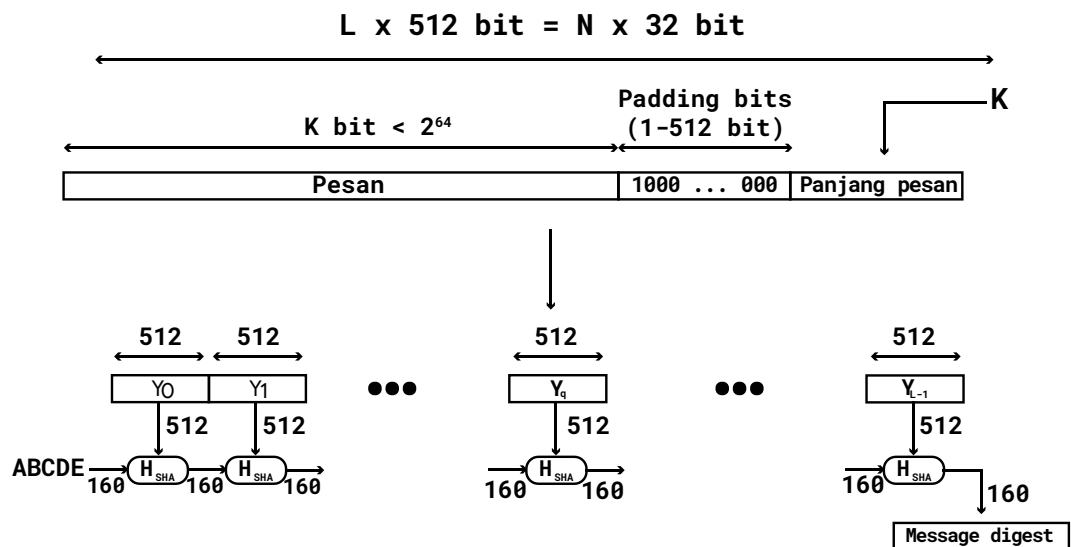 L x 512 bit = N x 32 bit
Padding bits
(1-512 bit)
K
K bit < 2⁶⁴
Pesan
1000 ... 000
Panjang pesan
512
512
512
512
Y0
Y1
Yq
YL-1
512
512
512
512
ABCDE
HSHA
HSHA
HSHA
HSHA
160
160
160
160
160
160
160
Message digest